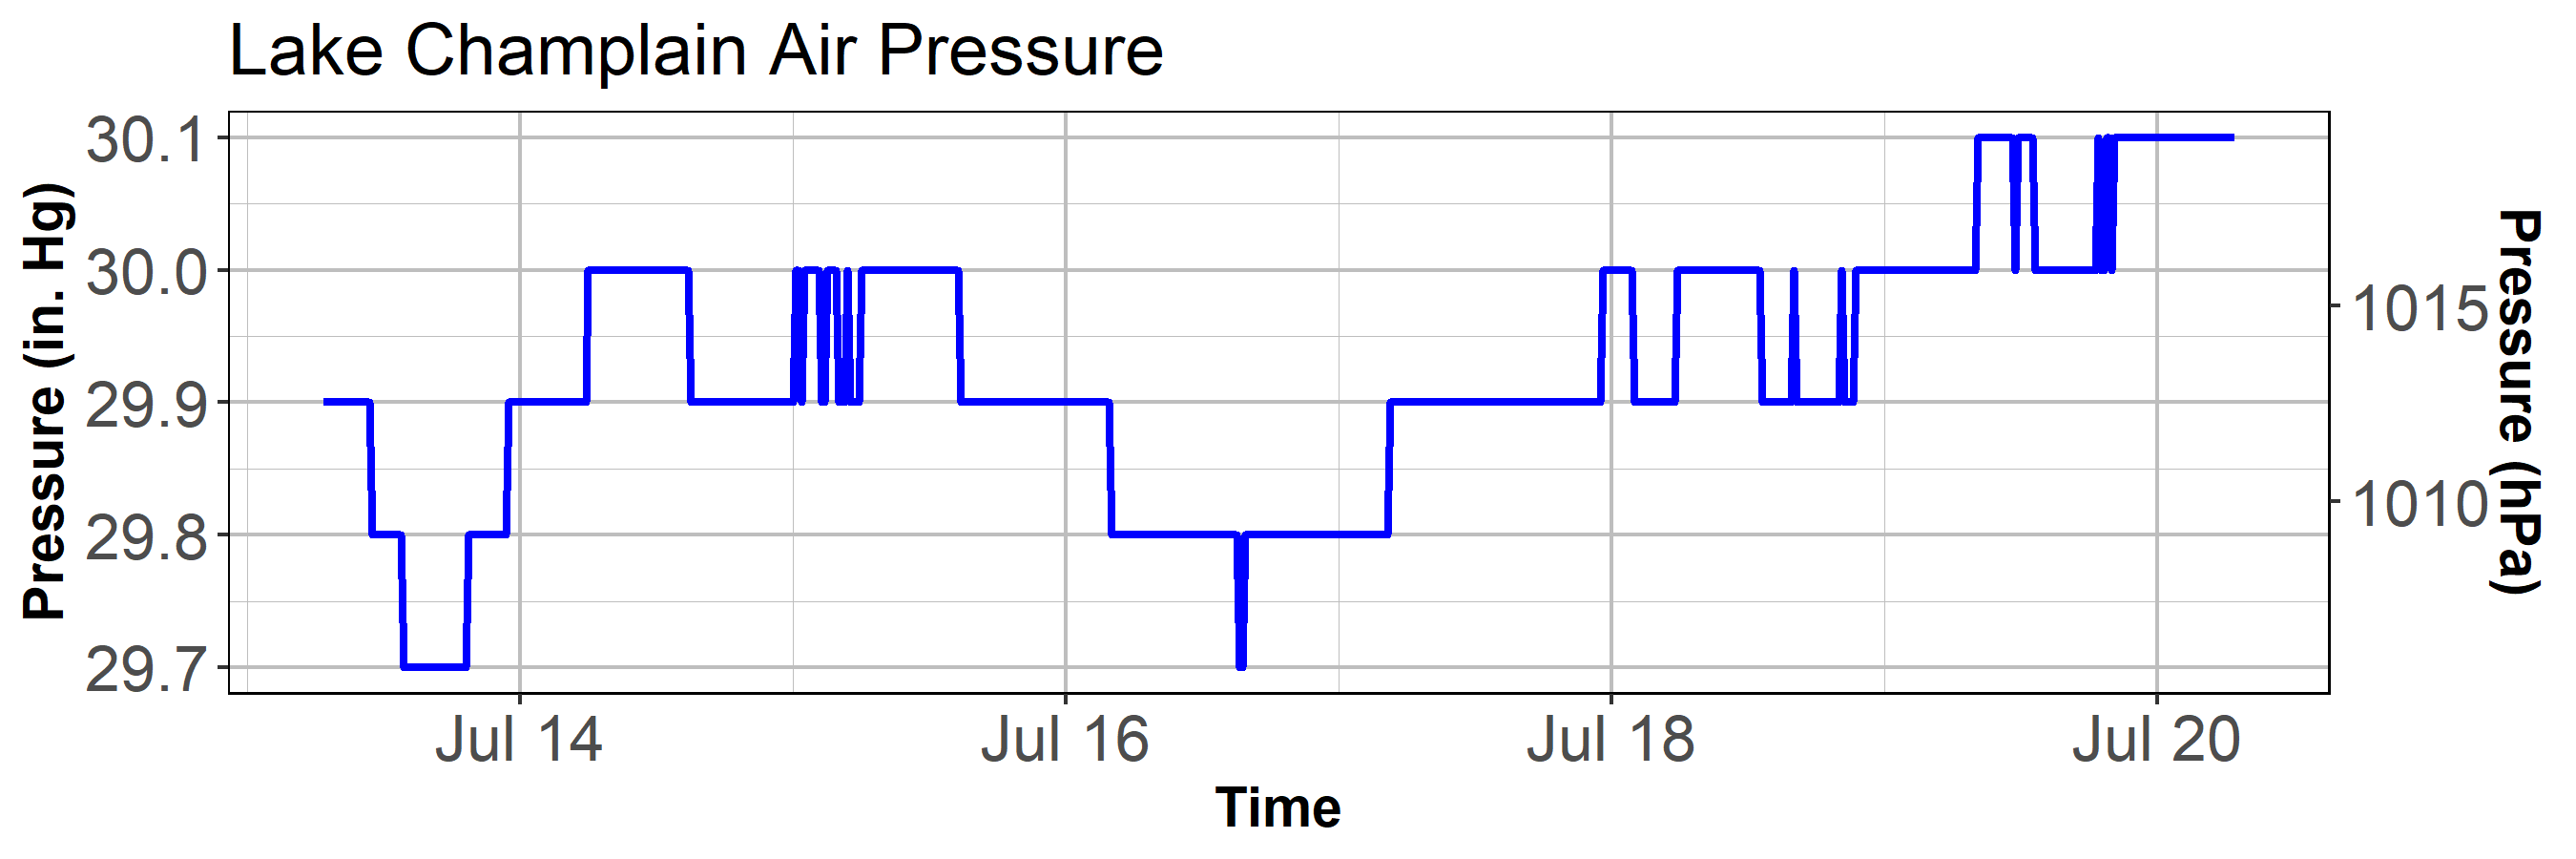 Lake Champlain Air Pressure
Pressure (in. Hg)
30.1
30.0
29.9
29.8
29.7
1015
1010
Pressure (hPa)
Jul 14 Jul 16 Jul 18 Jul 20
Time